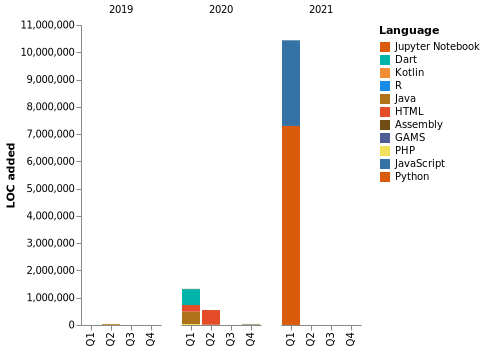 2019 2020 2021
11,000,000
10,000,000
9,000,000
8,000,000
7,000,000
6,000,000
5,000,000
4,000,000
3,000,000
2,000,000
1,000,000
0
LOC added
Q1 Q2 Q3 Q4 Q1 Q2 Q3 Q4 Q1 Q2 Q3 Q4
Language
Jupyter Notebook
Dart
Kotlin
R
Java
HTML
Assembly
GAMS
PHP
JavaScript
Python